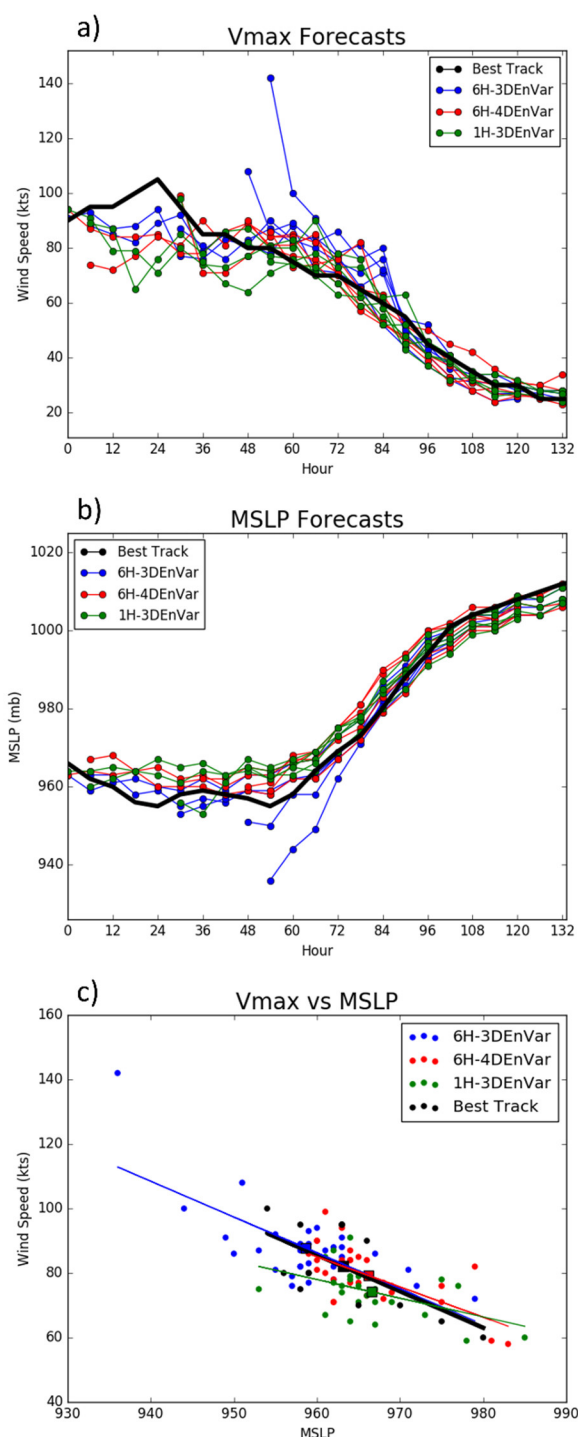 a)
Vmax Forecasts
Best Track
6H-3DEnVar
6H-4DEnVar
1H-3DEnVar
Wind Speed (kts)
140
120
100
80
60
40
20
0 12 24 36 48 60 72 84 96 108 120 132
Hour
b)
MSLP Forecasts
Best Track
6H-3DEnVar
6H-4DEnVar
1H-3DEnVar
MSLP (mb)
1020
1000
980
960
940
0 12 24 36 48 60 72 84 96 108 120 132
Hour
c)
Vmax vs MSLP
6H-3DEnVar
6H-4DEnVar
1H-3DEnVar
Best Track
Wind Speed (kts)
160
140
120
100
80
60
40
930 940 950 960 970 980 990
MSLP